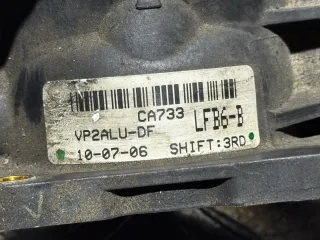 CA733
VP2ALU-DF LFB6-B
10-07-06 SHIFT:3RD